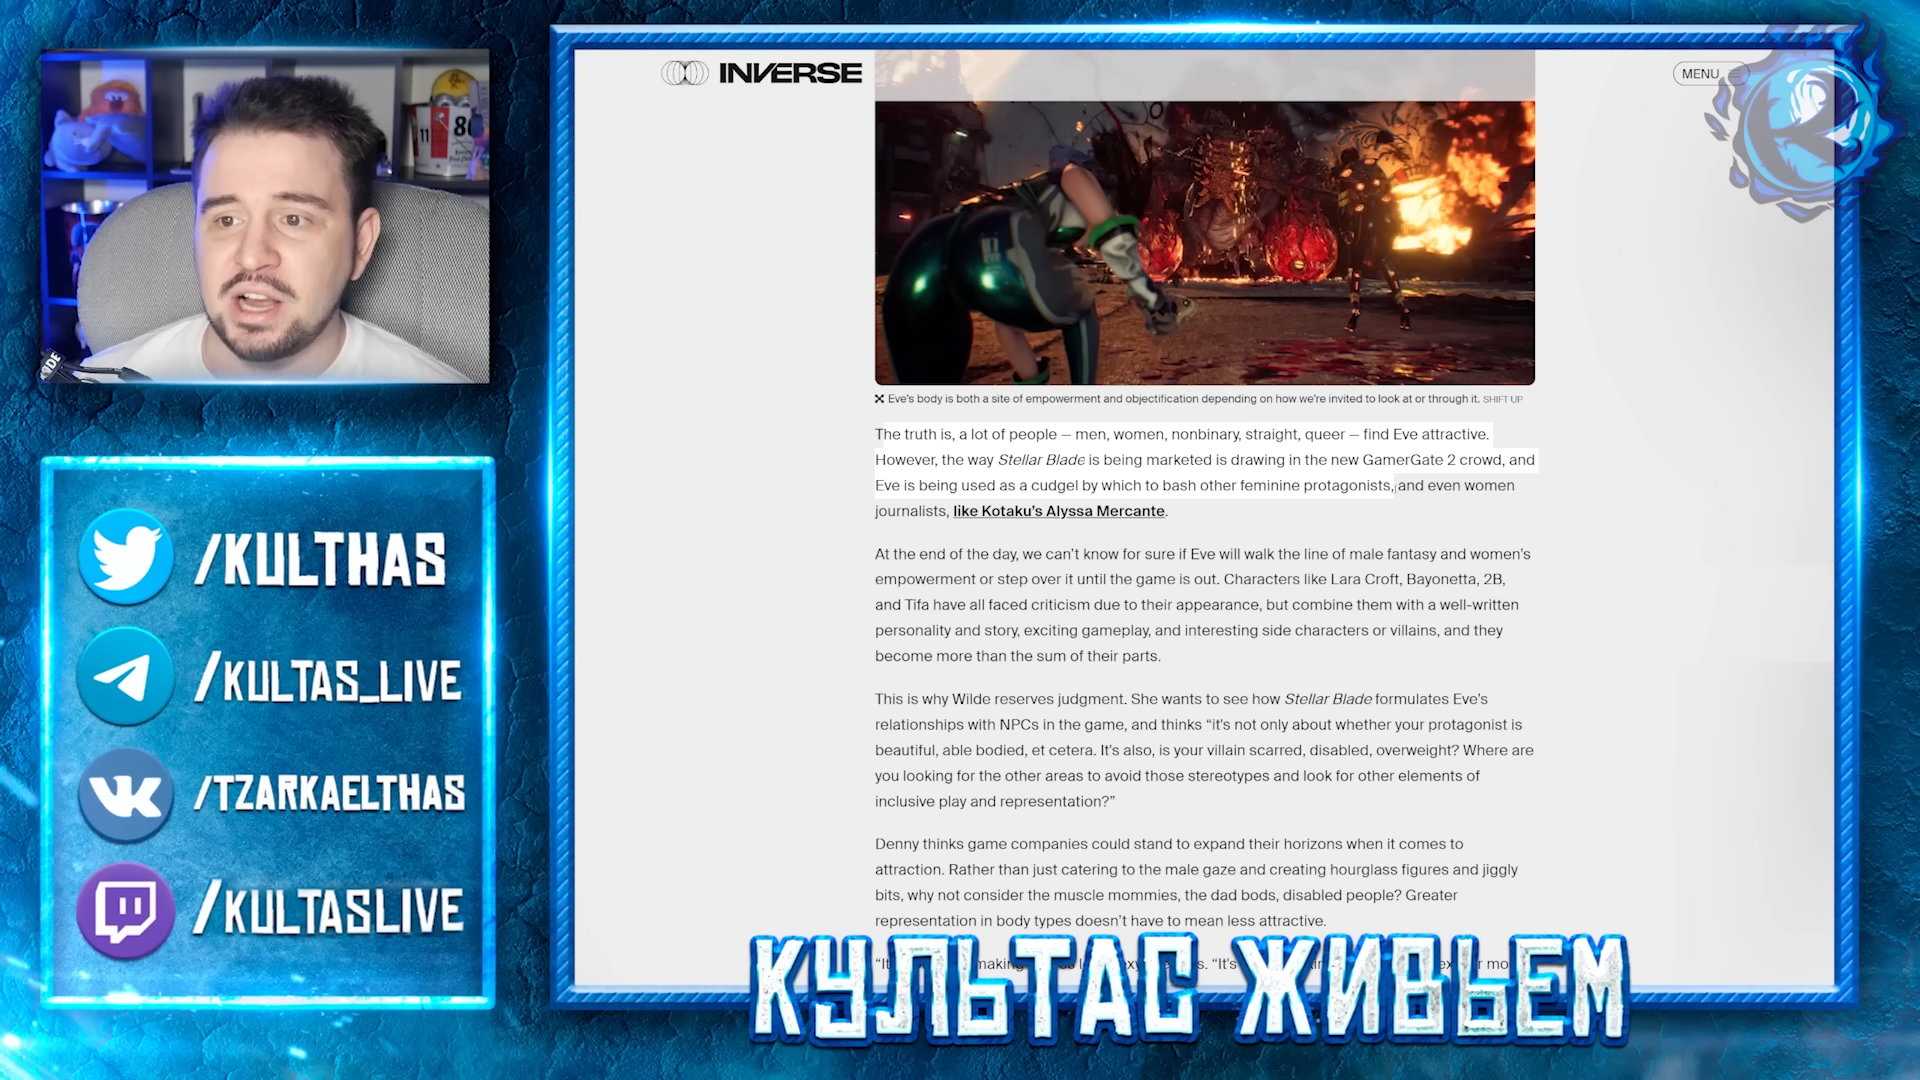 INVERSE
MENU
Eve's body is both a site of empowerment and objectification depending on how we're invited to look at or through it. SHIFT UP
The truth is, a lot of people — men, women, nonbinary, straight, queer — find Eve attractive.
However, the way Stellar Blade is being marketed is drawing in the new GamerGate 2 crowd, and
Eve is being used as a cudgel by which to bash other feminine protagonists, and even women
journalists, like Kotaku's Alyssa Mercante.
At the end of the day, we can't know for sure if Eve will walk the line of male fantasy and women's
empowerment or step over it until the game is out. Characters like Lara Croft, Bayonetta, 2B,
and Tifa have all faced criticism due to their appearance, but combine them with a well-written
personality and story, exciting gameplay, and interesting side characters or villains, and they
become more than the sum of their parts.
This is why Wilde reserves judgment. She wants to see how Stellar Blade formulates Eve's
relationships with NPCs in the game, and thinks “it's not only about whether your protagonist is
beautiful, able bodied, et cetera. It's also, is your villain scarred, disabled, overweight? Where are
you looking for the other areas to avoid those stereotypes and look for other elements of
inclusive play and representation?”
Denny thinks game companies could stand to expand their horizons when it comes to
attraction. Rather than just catering to the male gaze and creating hourglass figures and jiggly
bits, why not consider the muscle mommies, the dad bods, disabled people? Greater
representation in body types doesn't have to mean less attractive.
/KULTHAS
/KULTAS_LIVE
/TZARKAELTHAS
/KULTASLIVE
КУЛЬТАС ЖИВЬЕМ